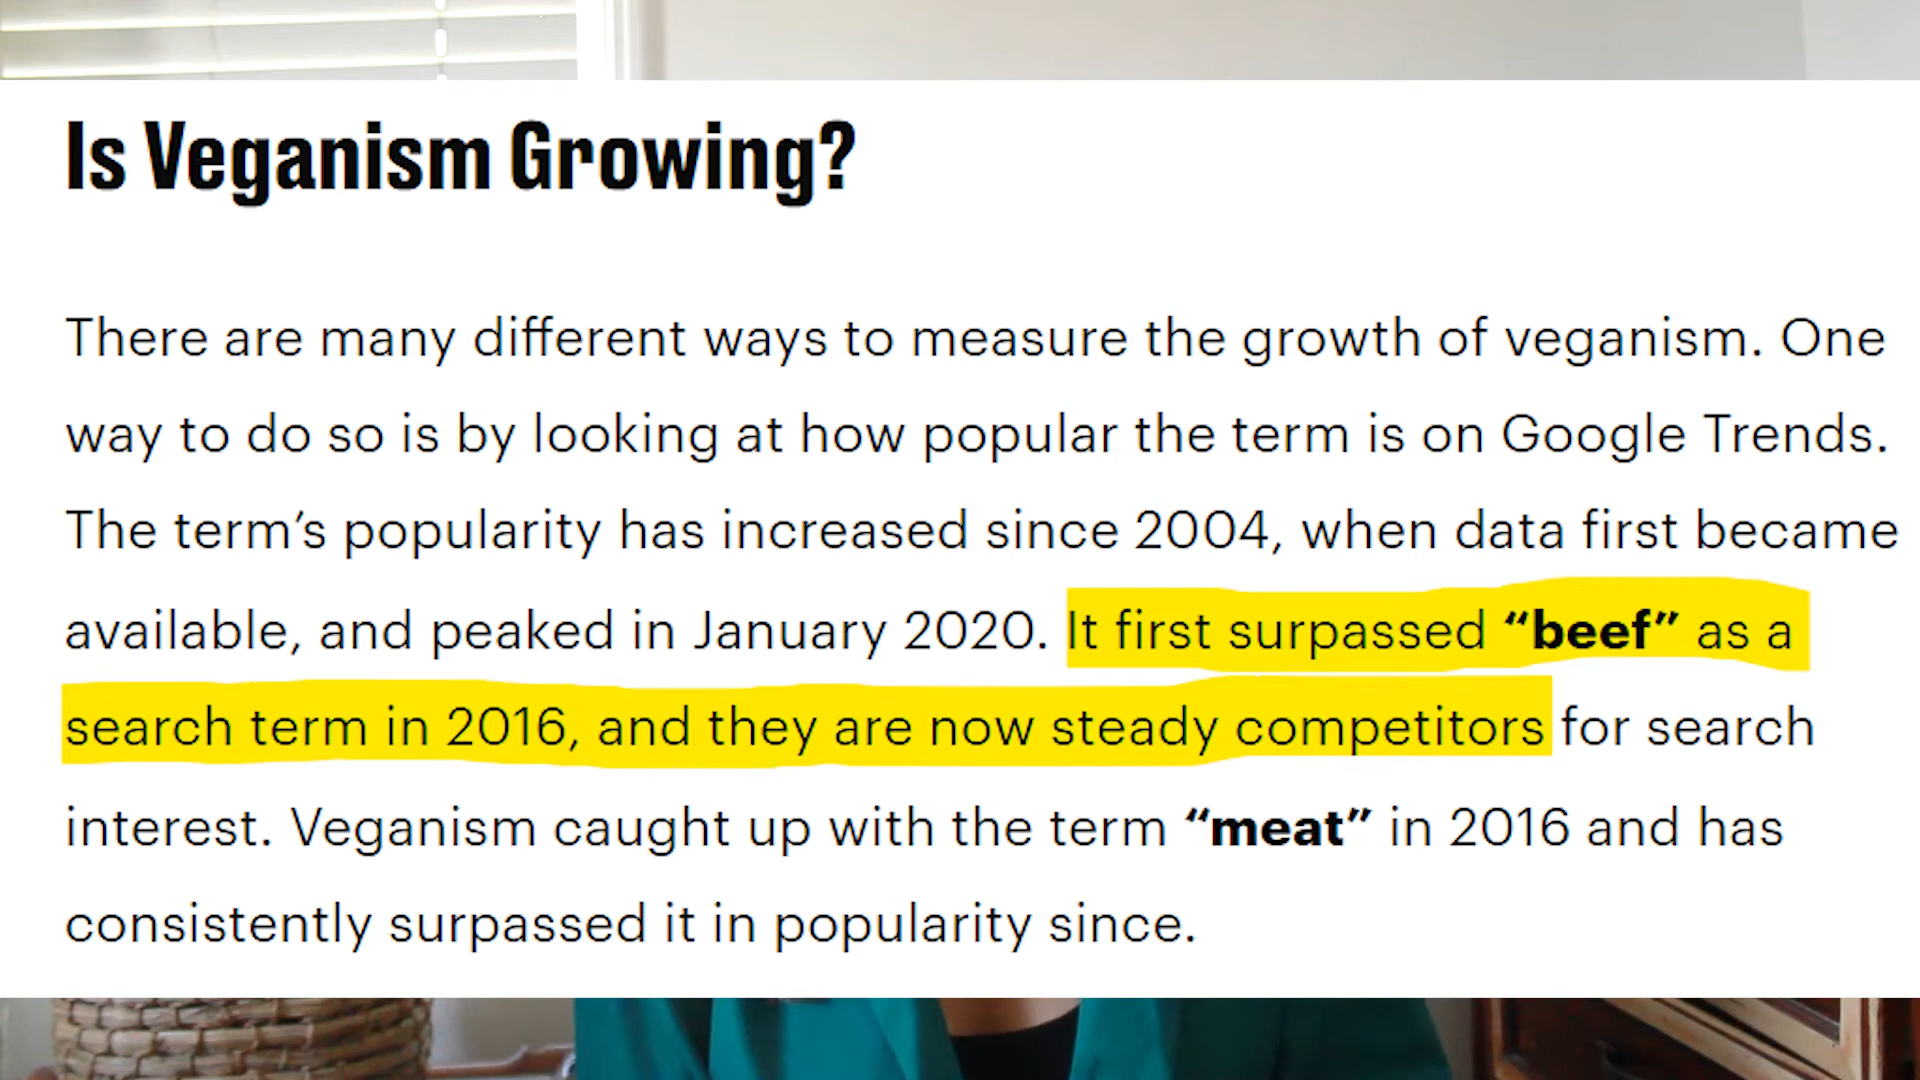 Is Veganism Growing?
There are many different ways to measure the growth of veganism. One
way to do so is by looking at how popular the term is on Google Trends.
The term’s popularity has increased since 2004, when data first became
available, and peaked in January 2020. It first surpassed “beef” as a
search term in 2016, and they are now steady competitors for search
interest. Veganism caught up with the term “meat” in 2016 and has
consistently surpassed it in popularity since.